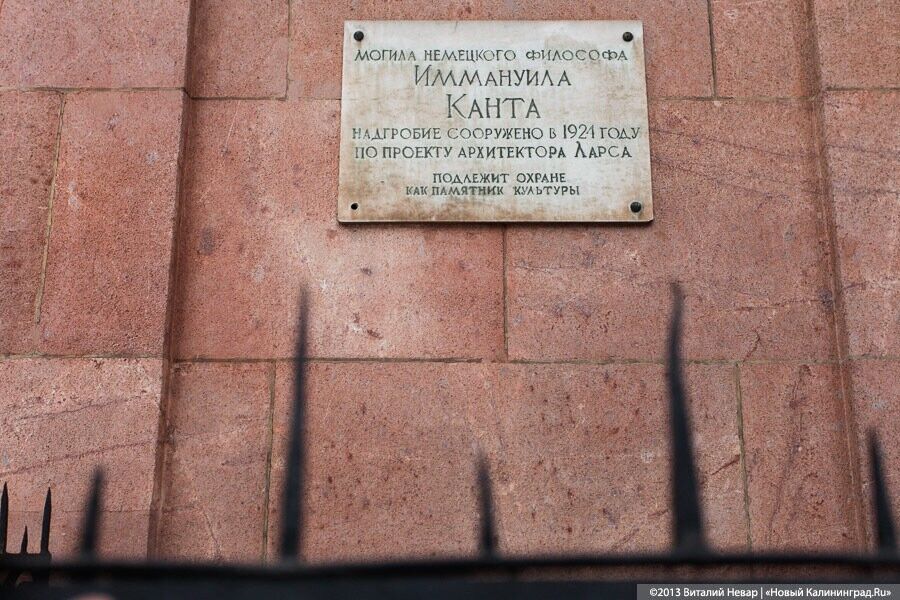 МОГИЛА НЕМЕЦКОГО ФИЛОСОФА
ИММАНУИЛА
КАНТА
НАДГРОБИЕ СООРУЖЕНО В 1924 ГОДУ
ПО ПРОЕКТУ АРХИТЕКТОРА ЛАРСА
ПОДЛЕЖИТ ОХРАНЕ
КАК ПАМЯТНИК КУЛЬТУРЫ
©2013 Виталий Невар | «Новый Калининград.Ru»